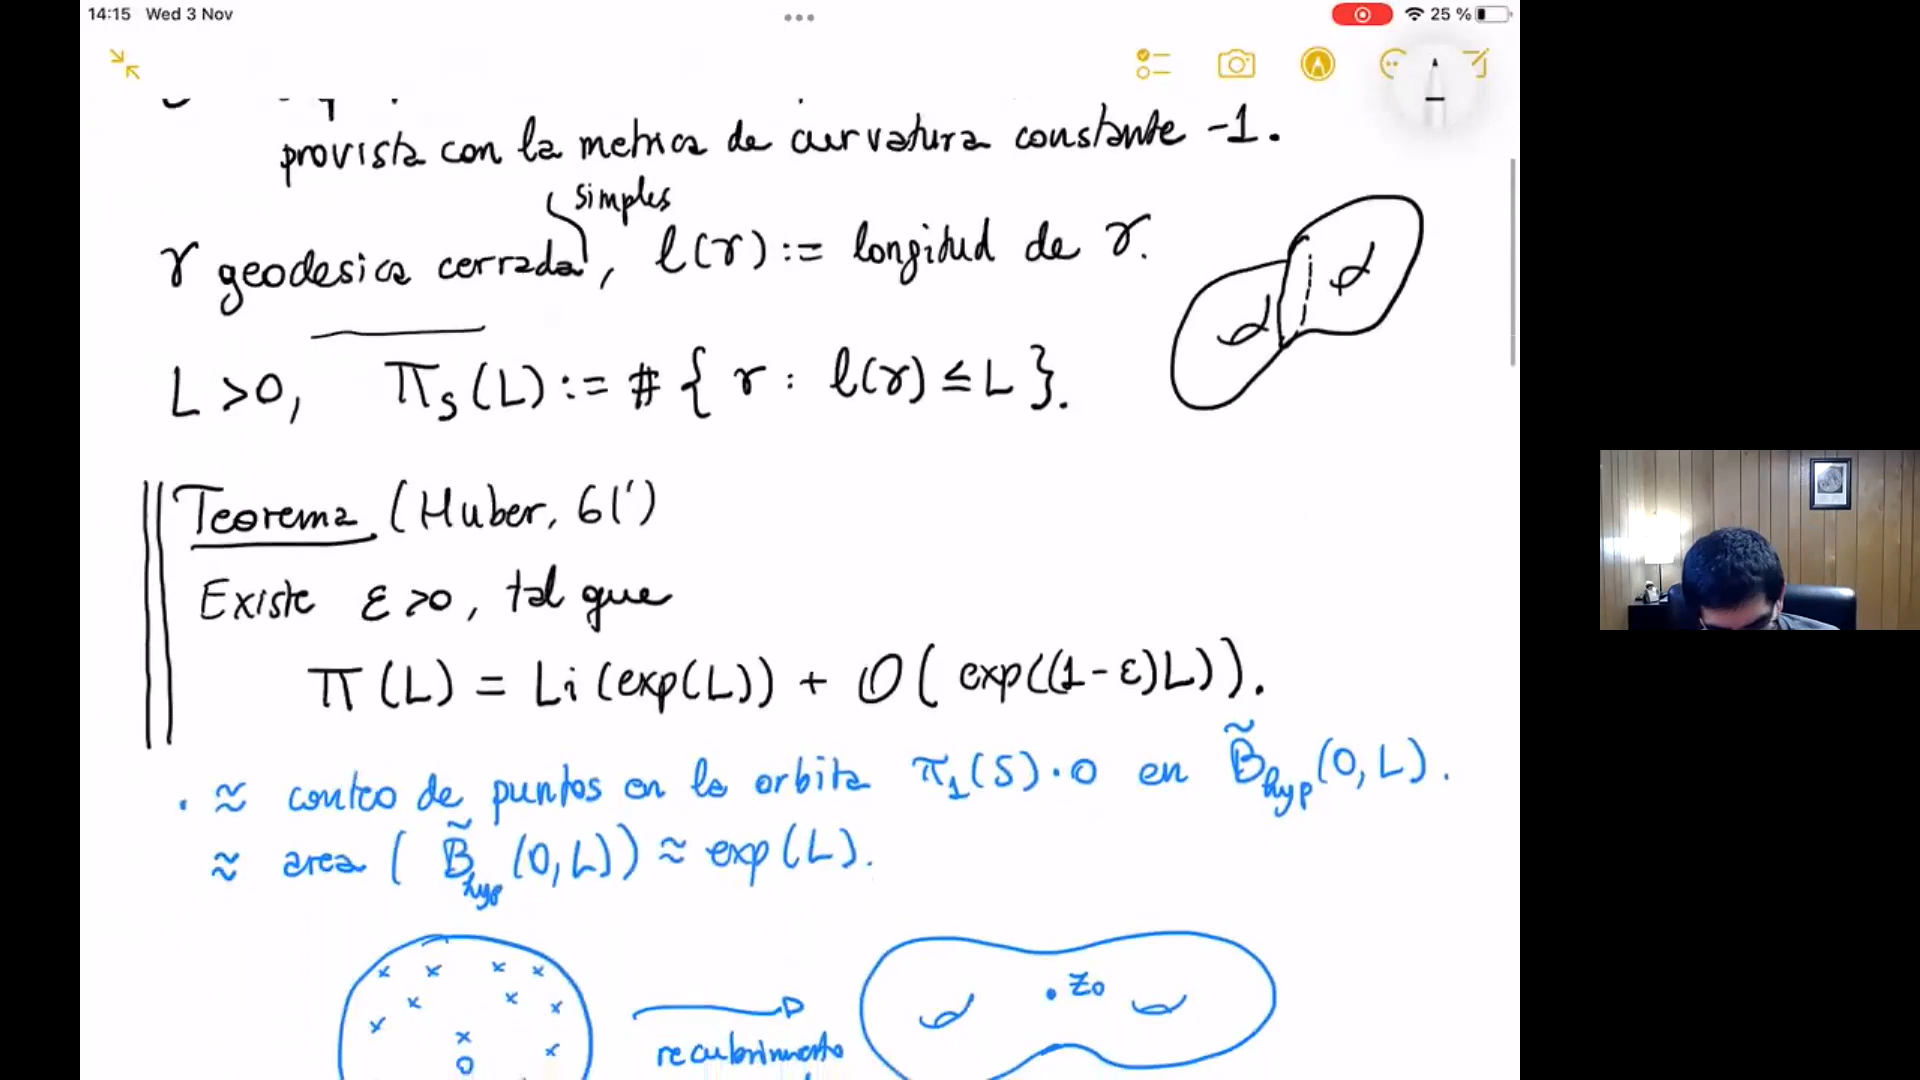 14:15 Wed 3 Nov
25 %
provista con la metrica de curvatura constante -1.
simples
γ geodesica cerrada, ℓ(γ) := longitud de γ.
L > 0, Π_S(L) := # { γ : ℓ(γ) ≤ L }.
Teorema (Huber, 61')
Existe ε > 0, tal que
Π(L) = Li(exp(L)) + O( exp((1-ε)L)).
· ≈ conteo de puntos en la orbita π_1(S)·0 en B̃_hyp(0,L).
≈ area ( B̃_hyp (0,L)) ≈ exp(L).
z_0
0
recubrimiento